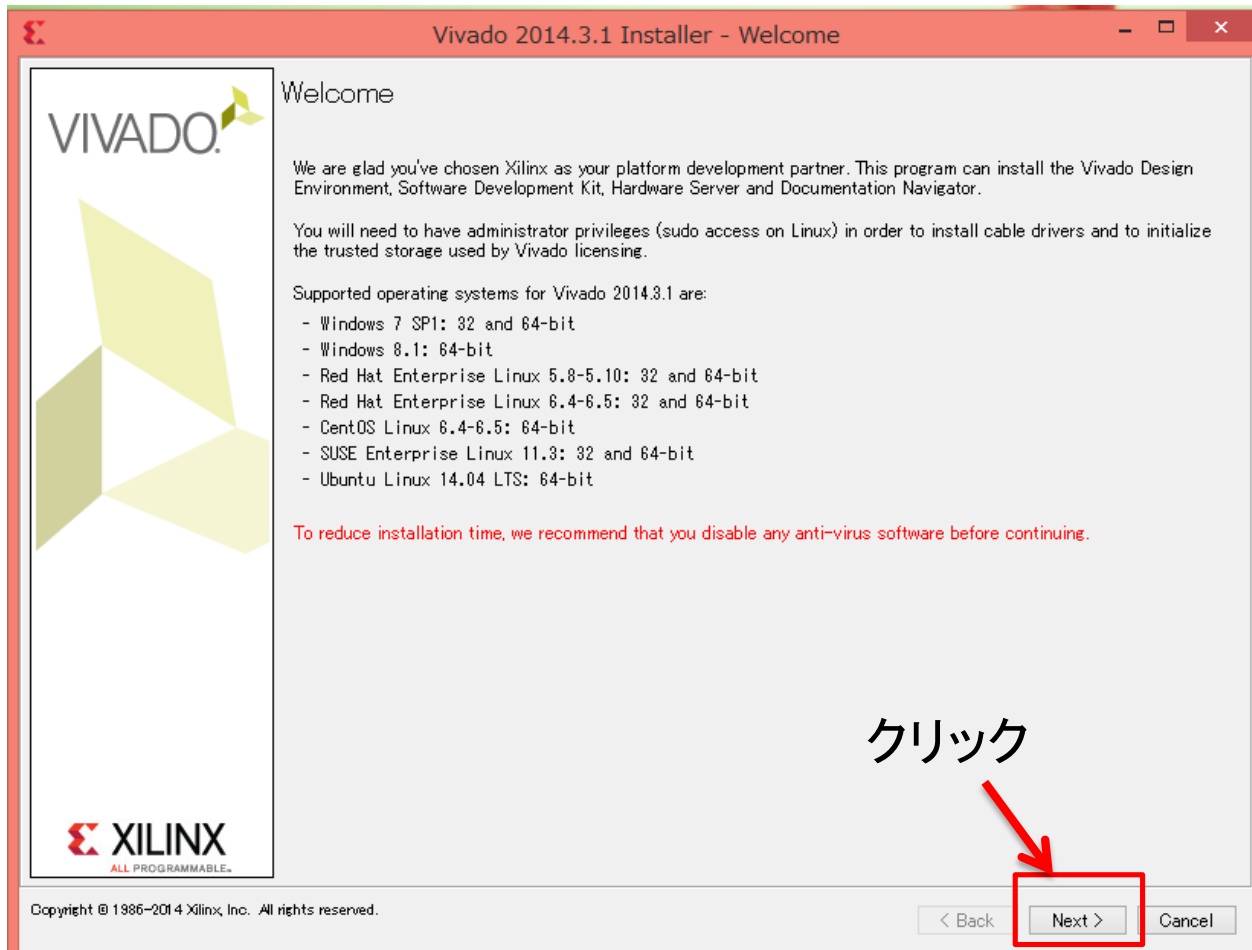 Vivado 2014.3.1 Installer - Welcome
VIVADO.
Welcome
We are glad you've chosen Xilinx as your platform development partner. This program can install the Vivado Design
Environment, Software Development Kit, Hardware Server and Documentation Navigator.
You will need to have administrator privileges (sudo access on Linux) in order to install cable drivers and to initialize
the trusted storage used by Vivado licensing.
Supported operating systems for Vivado 2014.3.1 are:
- Windows 7 SP1: 32 and 64-bit
- Windows 8.1: 64-bit
- Red Hat Enterprise Linux 5.8-5.10: 32 and 64-bit
- Red Hat Enterprise Linux 6.4-6.5: 32 and 64-bit
- CentOS Linux 6.4-6.5: 64-bit
- SUSE Enterprise Linux 11.3: 32 and 64-bit
- Ubuntu Linux 14.04 LTS: 64-bit
To reduce installation time, we recommend that you disable any anti-virus software before continuing.
クリック
XILINX
ALL PROGRAMMABLE™
Copyright © 1986-2014 Xilinx, Inc. All rights reserved.
< Back
Next >
Cancel